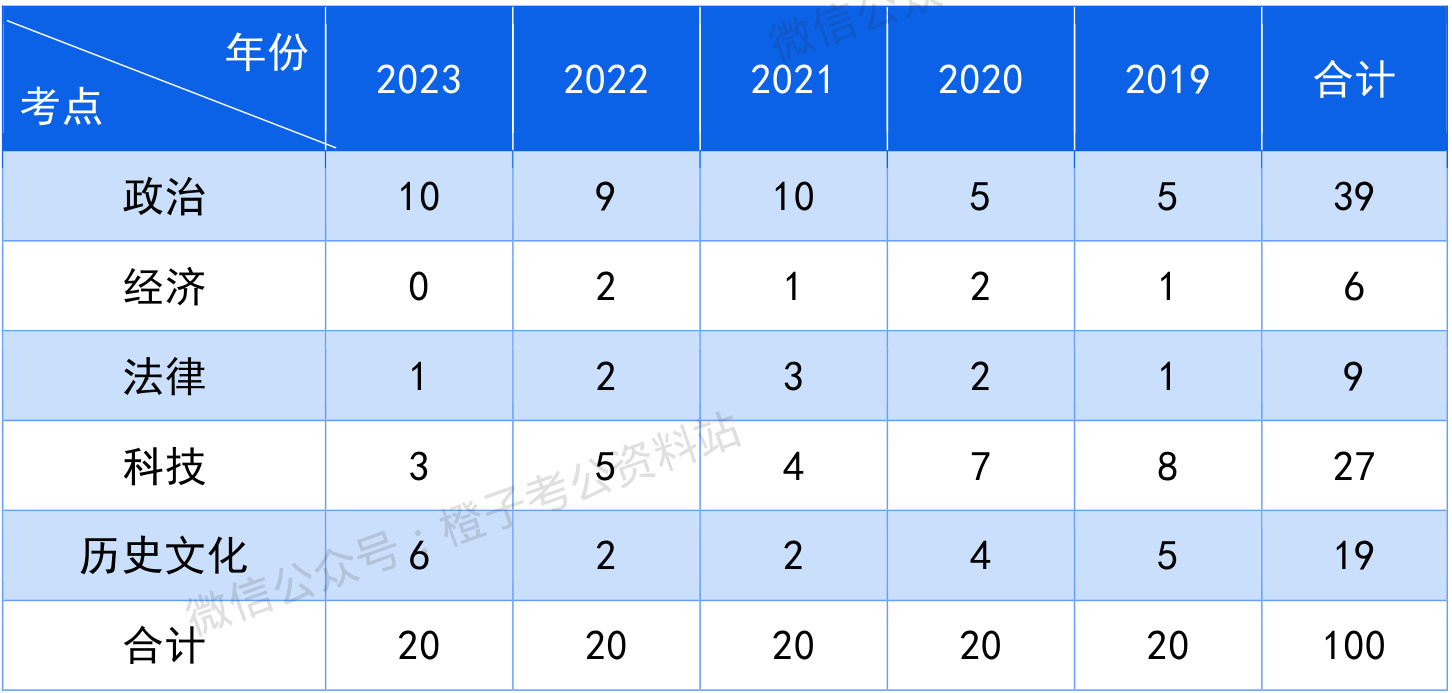 年份
考点
2023 2022 2021 2020 2019 合计
政治 10 9 10 5 5 39
经济 0 2 1 2 1 6
法律 1 2 3 2 1 9
科技 3 5 4 7 8 27
历史文化 6 2 2 4 5 19
合计 20 20 20 20 20 100
微信公众号:橙子考公资料站
微信公众